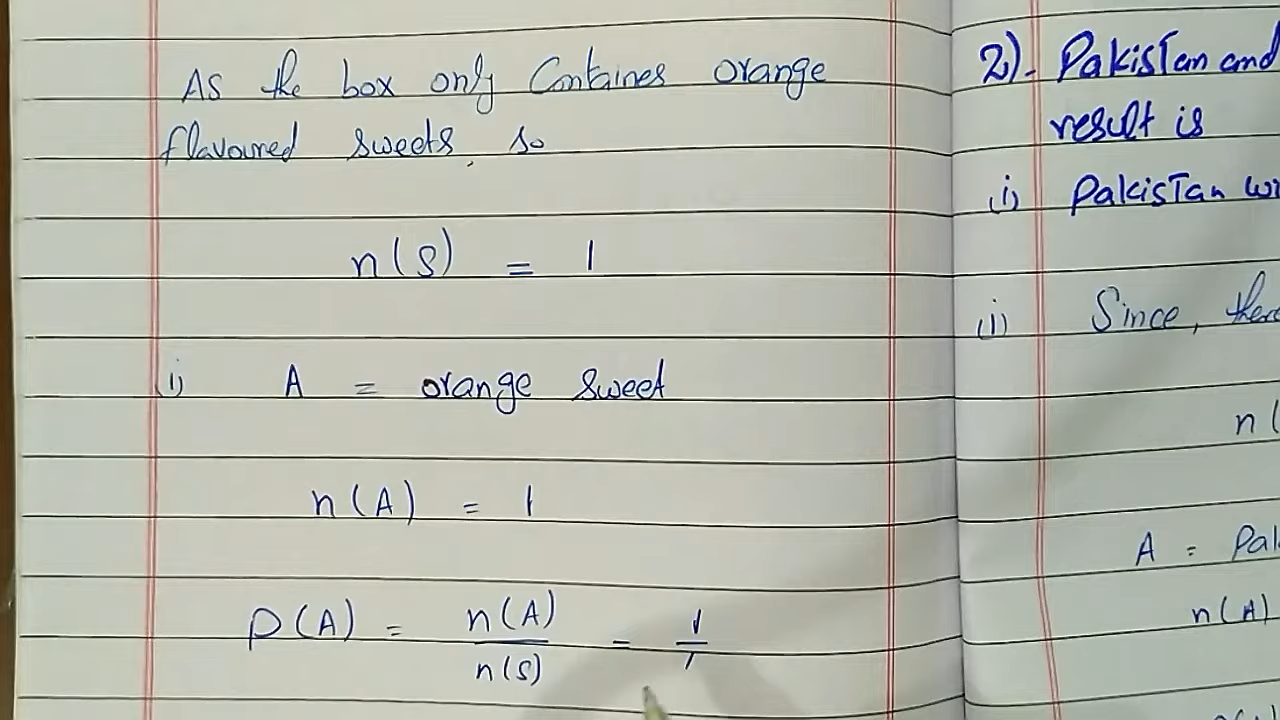 As the box only Containes orange
flavoured sweets, so
n(S) = 1
i) A = orange sweet
n(A) = 1
P(A) = n(A)/n(S) = 1/1
2). Pakistan and
result is
(i) Pakistan
(ii) Since,
n(
A =
n(A)